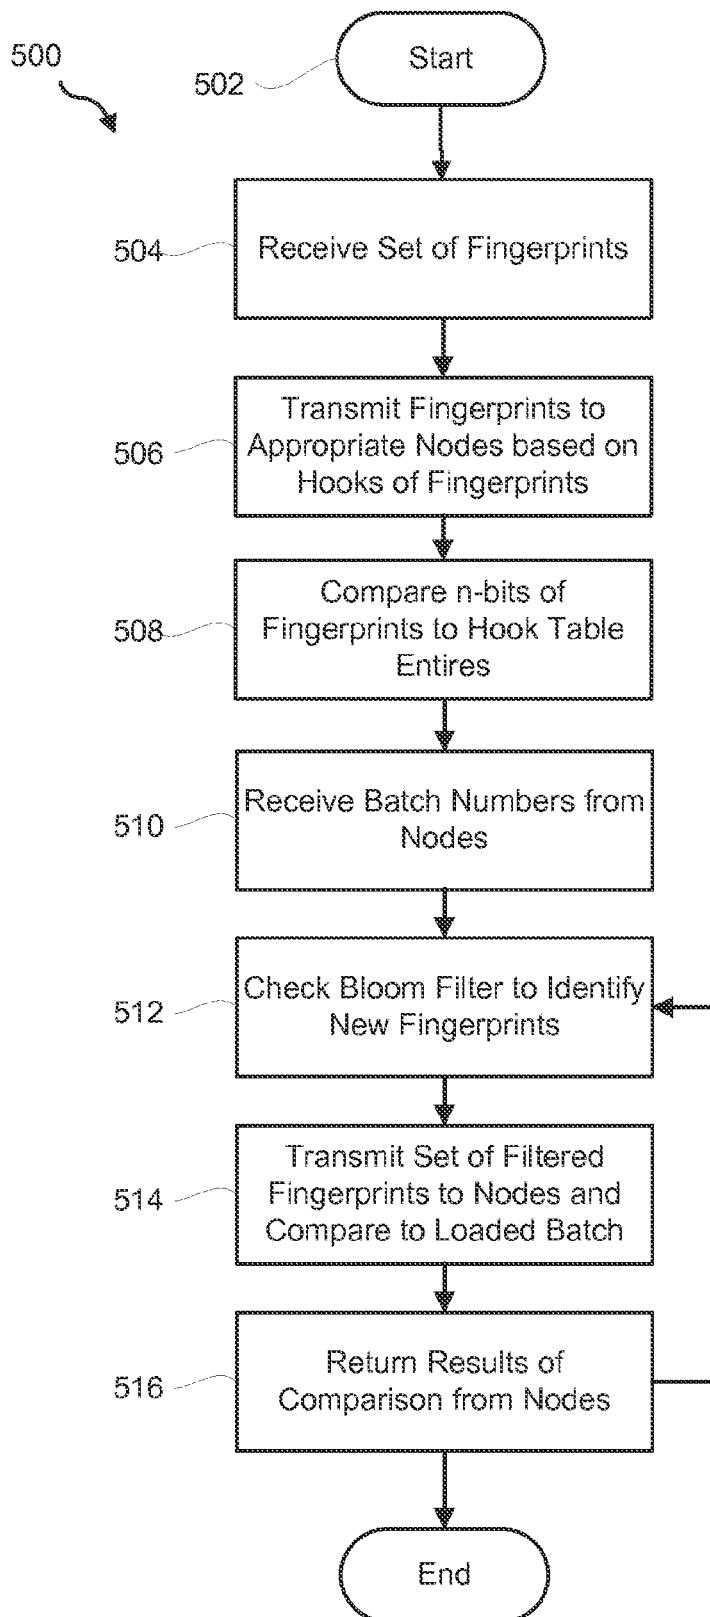 500
502
Start
504
Receive Set of Fingerprints
506
Transmit Fingerprints to
Appropriate Nodes based on
Hooks of Fingerprints
508
Compare n-bits of
Fingerprints to Hook Table
Entires
510
Receive Batch Numbers from
Nodes
512
Check Bloom Filter to Identify
New Fingerprints
514
Transmit Set of Filtered
Fingerprints to Nodes and
Compare to Loaded Batch
516
Return Results of
Comparison from Nodes
End